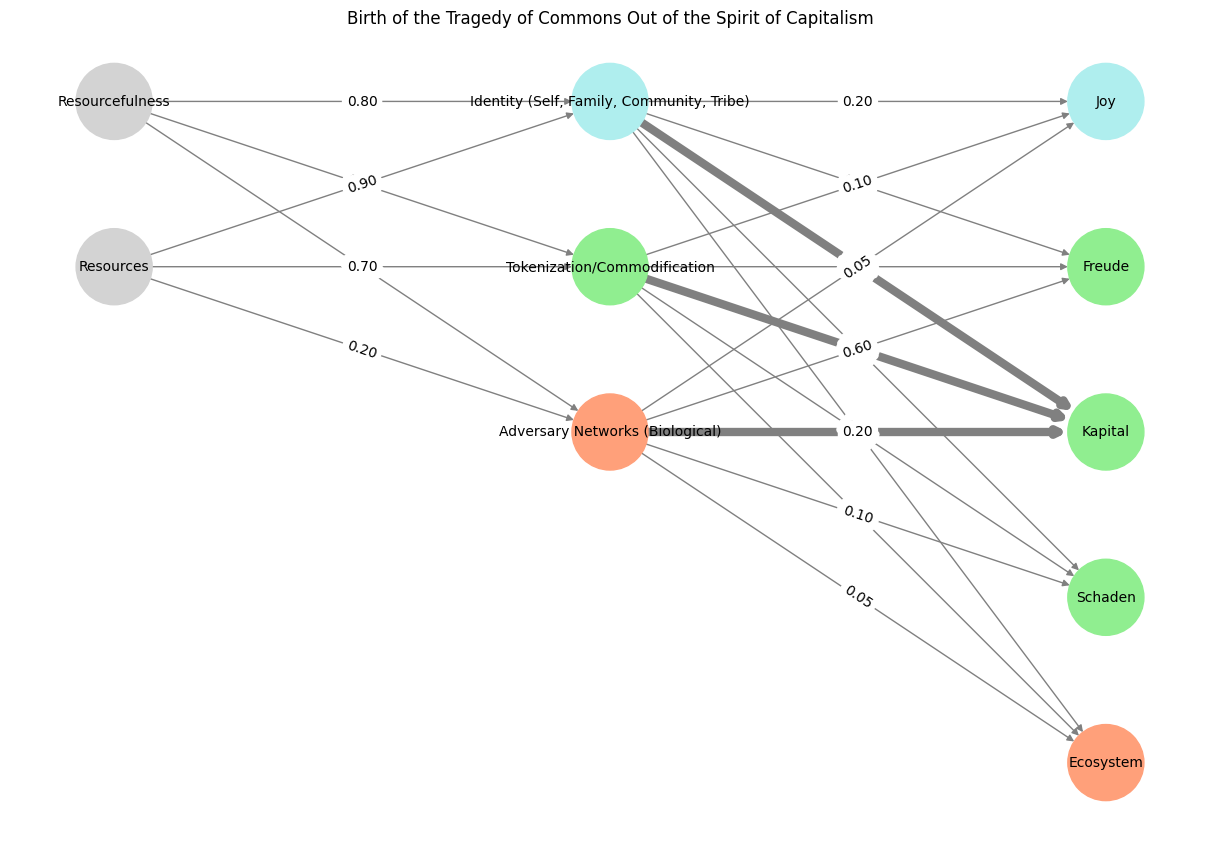 Birth of the Tragedy of Commons Out of the Spirit of Capitalism
Resourcefulness
0.80
Identity (Self, Family, Community, Tribe)
0.20
Joy
0.90
0.10
Resources
0.70
Tokenization/Commodification
0.05
Freude
0.20
0.60
Adversary Networks (Biological)
0.20
Kapital
0.10
0.05
Schaden
Ecosystem